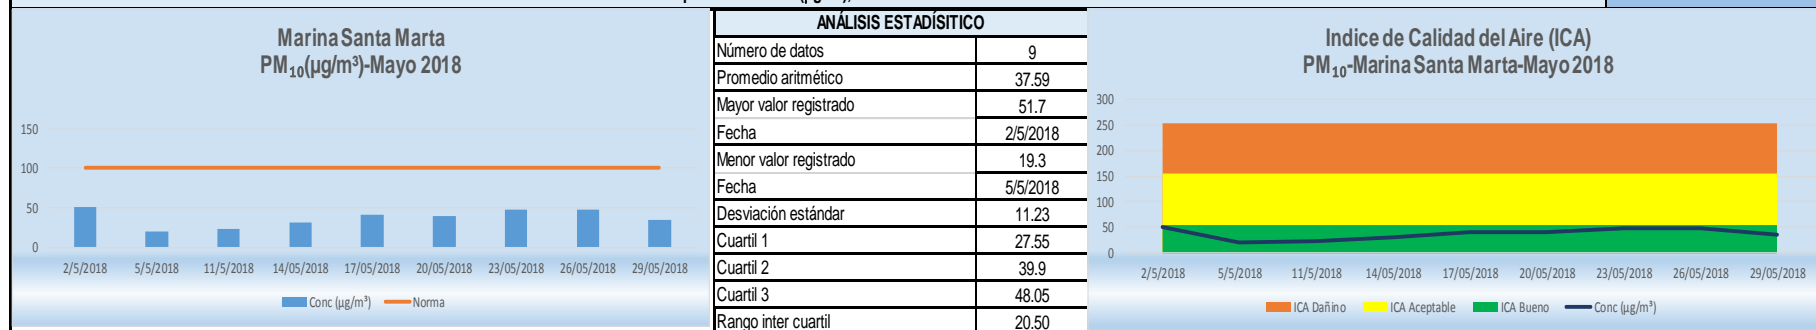 Marina Santa Marta
PM₁₀(µg/m³)-Mayo 2018
150
100
50
0
2/5/2018 5/5/2018 11/5/2018 14/05/2018 17/05/2018 20/05/2018 23/05/2018 26/05/2018 29/05/2018
Conc (µg/m³) Norma
ANÁLISIS ESTADÍSITICO
Número de datos 9
Promedio aritmético 37.59
Mayor valor registrado 51.7
Fecha 2/5/2018
Menor valor registrado 19.3
Fecha 5/5/2018
Desviación estándar 11.23
Cuartil 1 27.55
Cuartil 2 39.9
Cuartil 3 48.05
Rango inter cuartil 20.50
Indice de Calidad del Aire (ICA)
PM₁₀-Marina Santa Marta-Mayo 2018
300
250
200
150
100
50
0
2/5/2018 5/5/2018 11/5/2018 14/05/2018 17/05/2018 20/05/2018 23/05/2018 26/05/2018 29/05/2018
ICA Dañino ICA Aceptable ICA Bueno Conc (µg/m³)